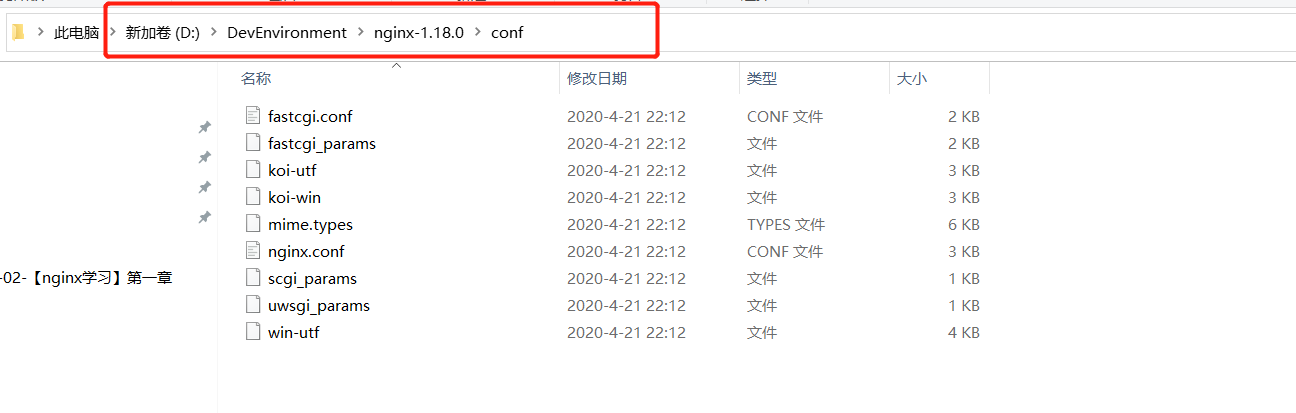 此电脑 > 新加卷 (D:) > DevEnvironment > nginx-1.18.0 > conf
名称 修改日期 类型 大小
fastcgi.conf 2020-4-21 22:12 CONF 文件 2 KB
fastcgi_params 2020-4-21 22:12 文件 2 KB
koi-utf 2020-4-21 22:12 文件 3 KB
koi-win 2020-4-21 22:12 文件 3 KB
mime.types 2020-4-21 22:12 TYPES 文件 6 KB
nginx.conf 2020-4-21 22:12 CONF 文件 3 KB
-02-【nginx学习】第一章 scgi_params 2020-4-21 22:12 文件 1 KB
uwsgi_params 2020-4-21 22:12 文件 1 KB
win-utf 2020-4-21 22:12 文件 4 KB